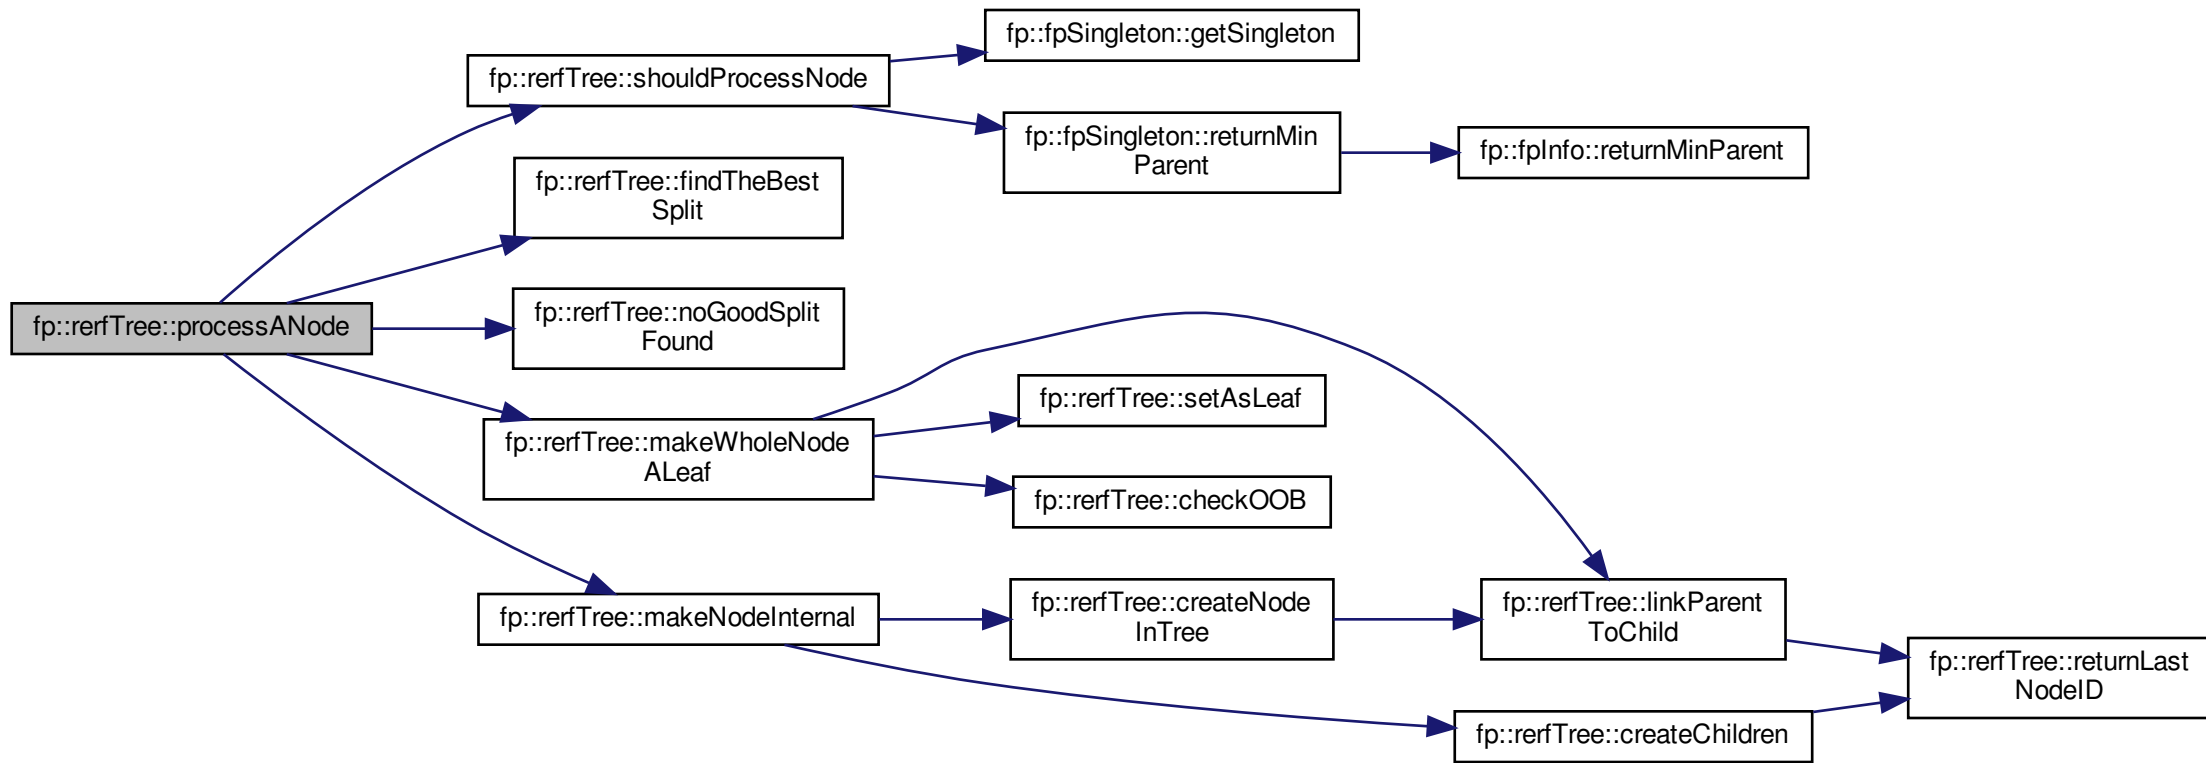 fp::fpSingleton::getSingleton
fp::rerfTree::shouldProcessNode
fp::fpSingleton::returnMin
Parent
fp::fpInfo::returnMinParent
fp::rerfTree::findTheBest
Split
fp::rerfTree::processANode
fp::rerfTree::noGoodSplit
Found
fp::rerfTree::setAsLeaf
fp::rerfTree::makeWholeNode
ALeaf
fp::rerfTree::checkOOB
fp::rerfTree::makeNodeInternal
fp::rerfTree::createNode
InTree
fp::rerfTree::linkParent
ToChild
fp::rerfTree::returnLast
NodeID
fp::rerfTree::createChildren